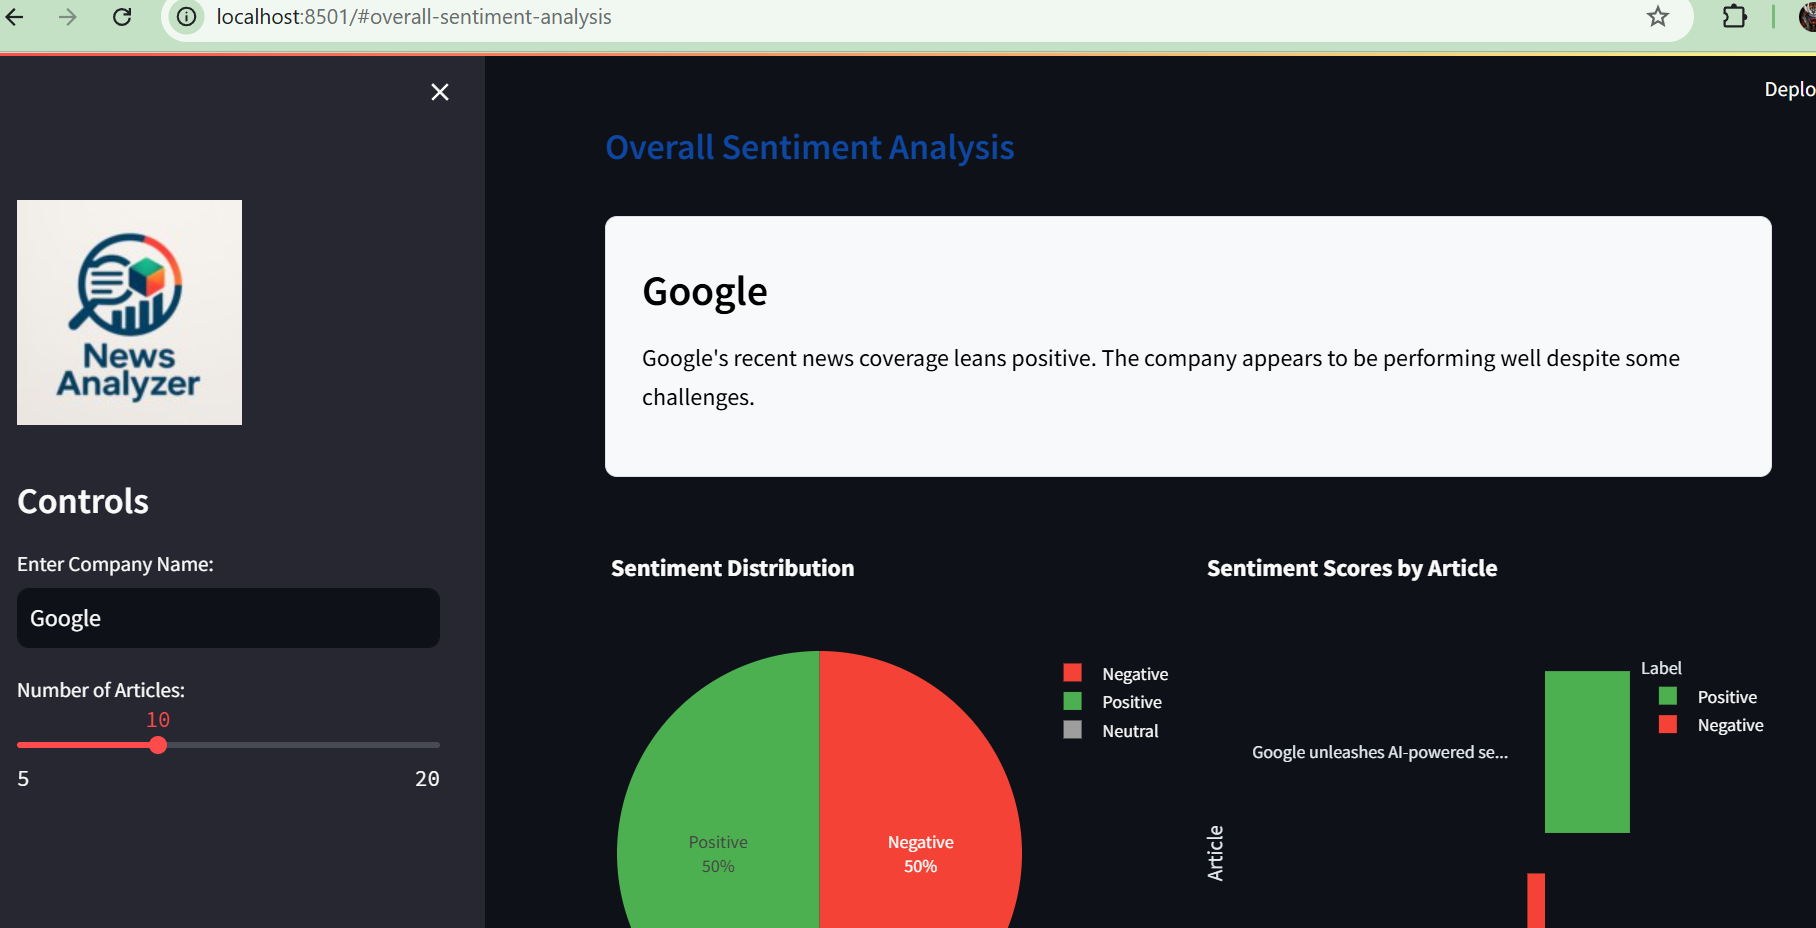 localhost:8501/#overall-sentiment-analysis
Deplo
News
Analyzer
Controls
Enter Company Name:
Google
Number of Articles:
10
5
20
Overall Sentiment Analysis
Google
Google's recent news coverage leans positive. The company appears to be performing well despite some
challenges.
Sentiment Distribution
Negative
Positive
Neutral
Positive
50%
Negative
50%
Sentiment Scores by Article
Label
Positive
Negative
Google unleashes AI-powered se...
Article